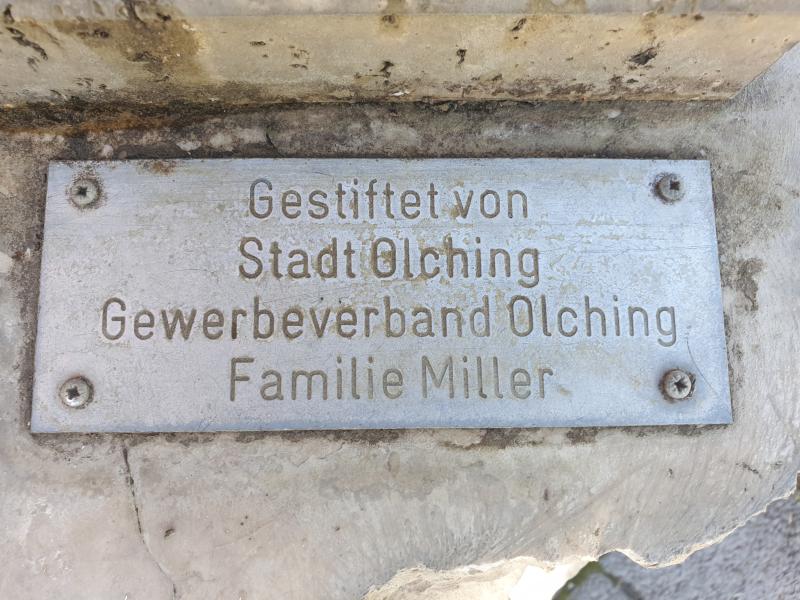 Gestiftet von
Stadt Olching
Gewerbeverband Olching
Familie Miller